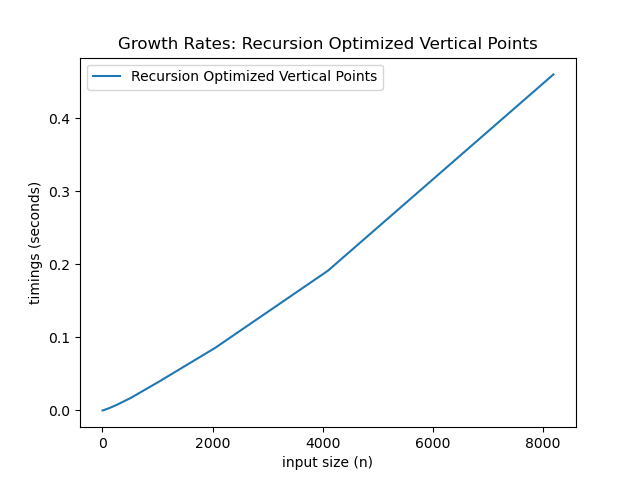 Growth Rates: Recursion Optimized Vertical Points
Recursion Optimized Vertical Points
timings (seconds)
0.4
0.3
0.2
0.1
0.0
0 2000 4000 6000 8000
input size (n)